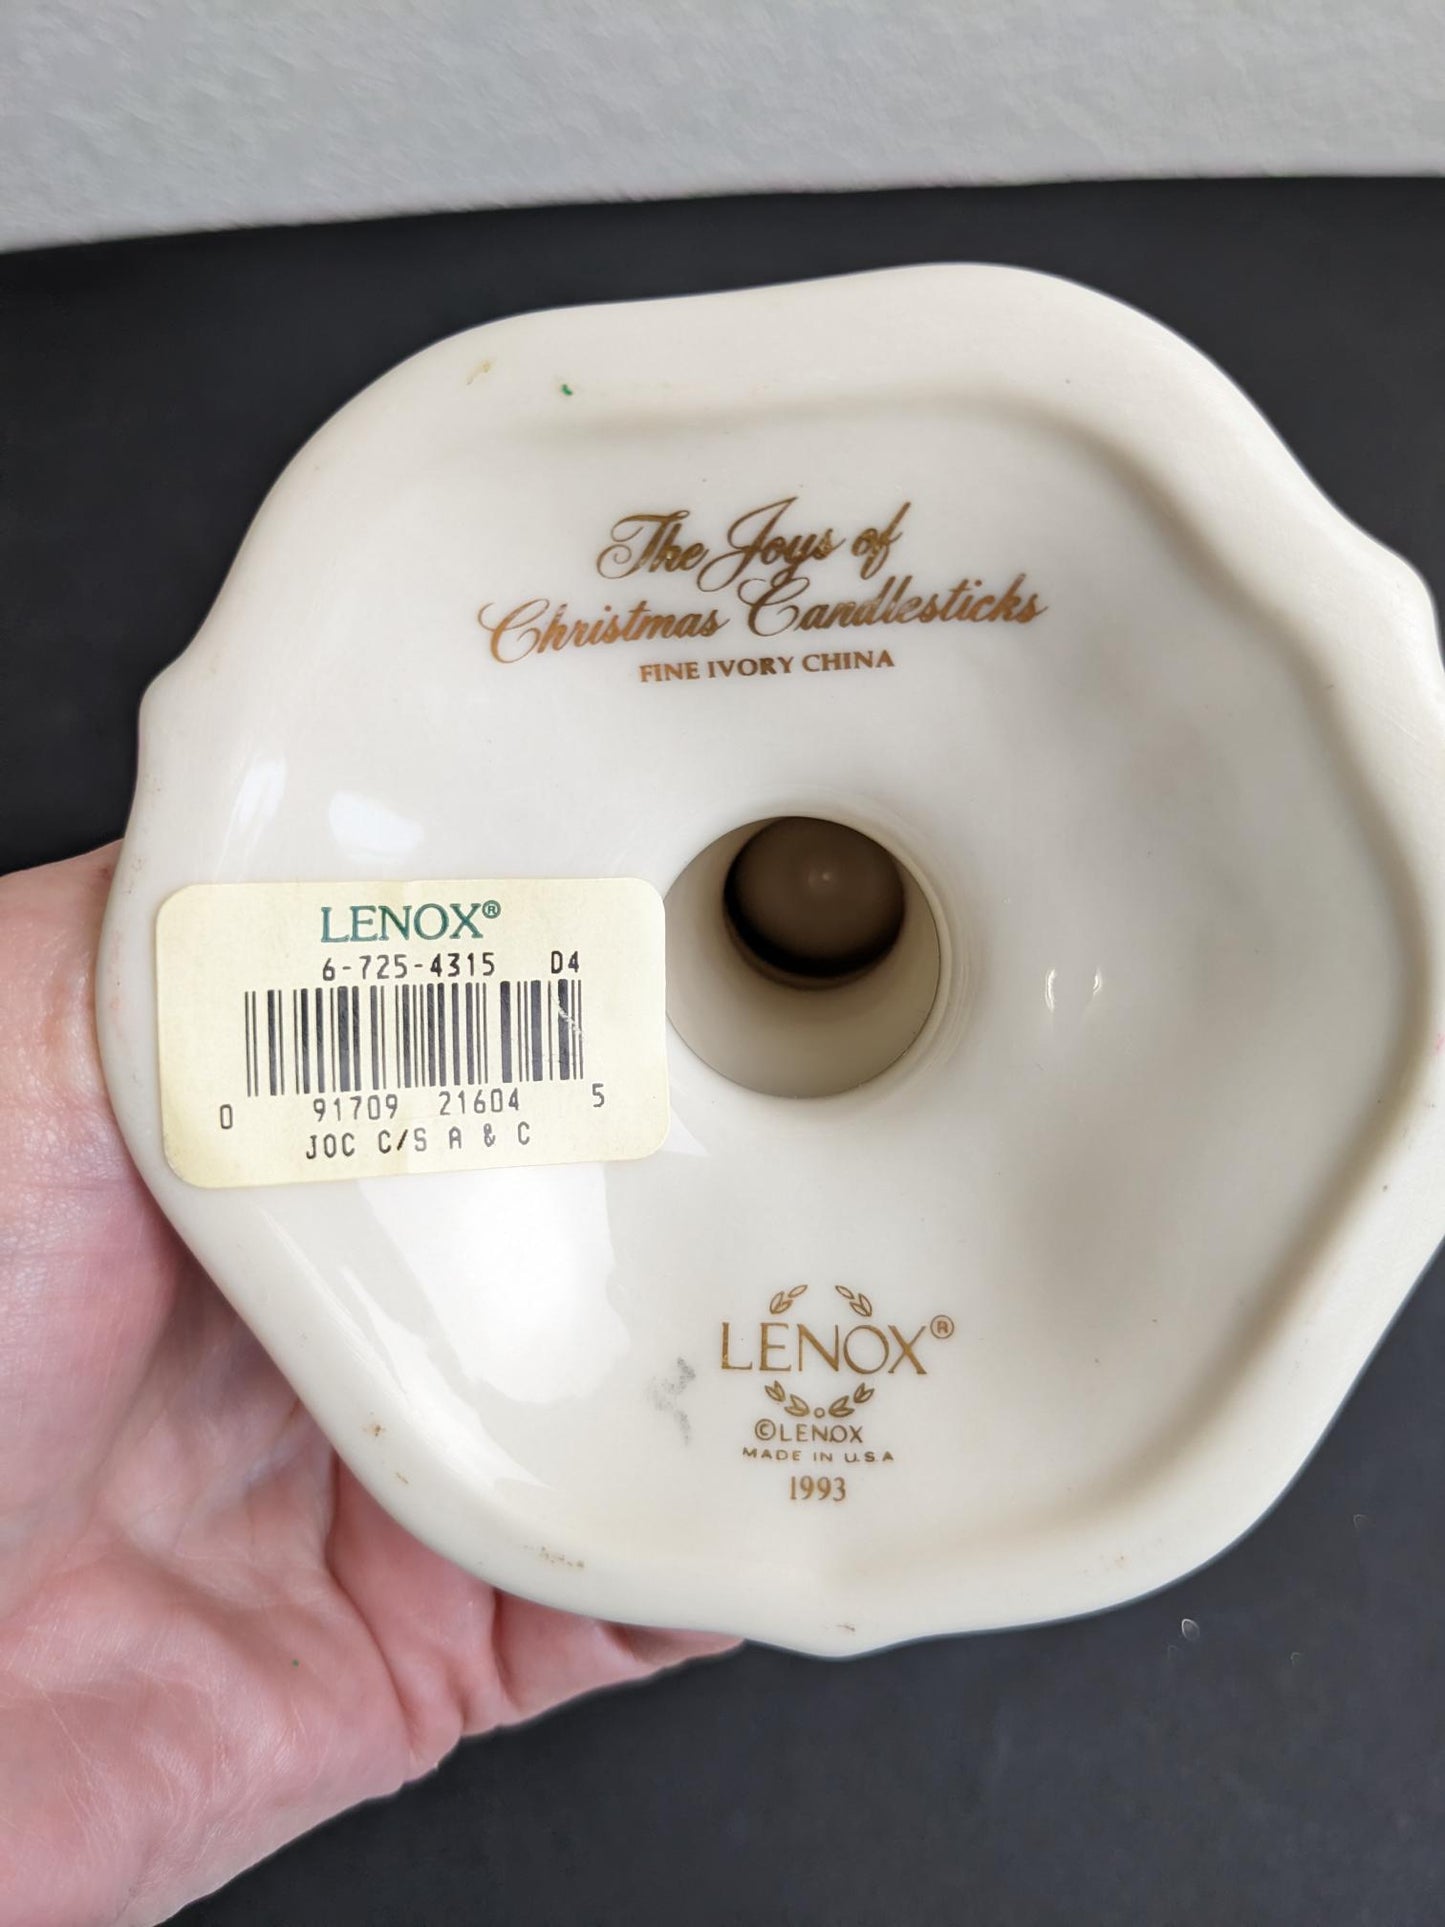 The Joys of
Christmas Candlesticks
FINE IVORY CHINA
LENOX®
6-725-4315 D4
0 91709 21604 5
JOC C/S A & C
LENOX®
©LENOX
MADE IN U.S.A
1993